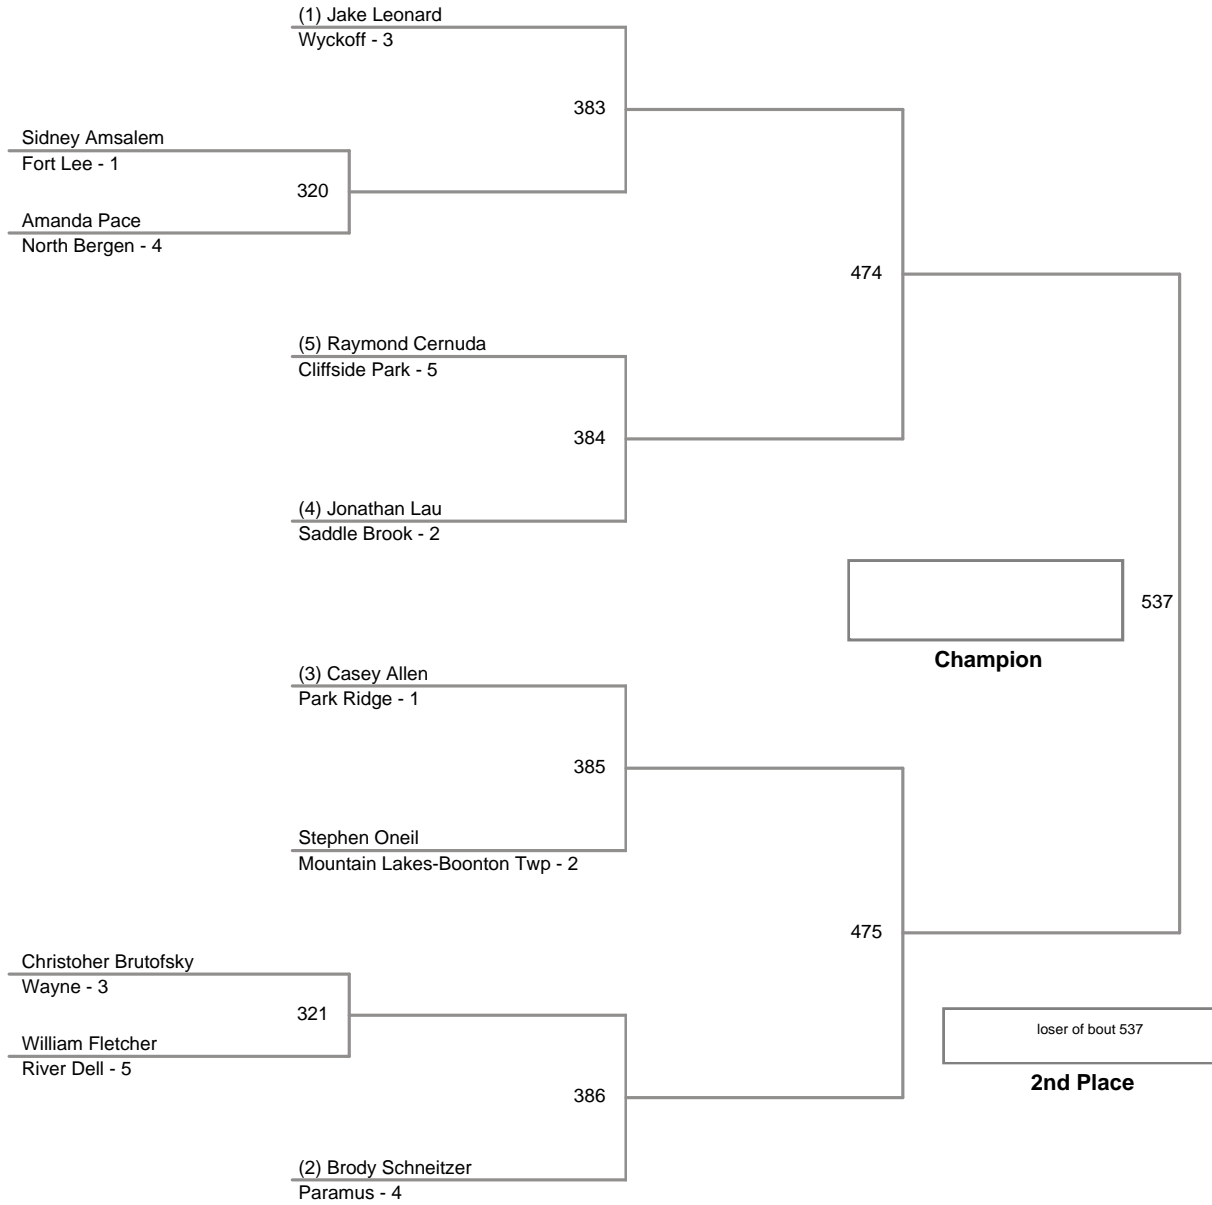 (1) Jake Leonard
Wyckoff - 3
383
Sidney Amsalem
Fort Lee - 1
320
Amanda Pace
North Bergen - 4
474
(5) Raymond Cernuda
Cliffside Park - 5
384
(4) Jonathan Lau
Saddle Brook - 2
537
Champion
(3) Casey Allen
Park Ridge - 1
385
Stephen Oneil
Mountain Lakes-Boonton Twp - 2
475
Christoher Brutofsky
Wayne - 3
321
William Fletcher
River Dell - 5
loser of bout 537
2nd Place
386
(2) Brody Schneitzer
Paramus - 4